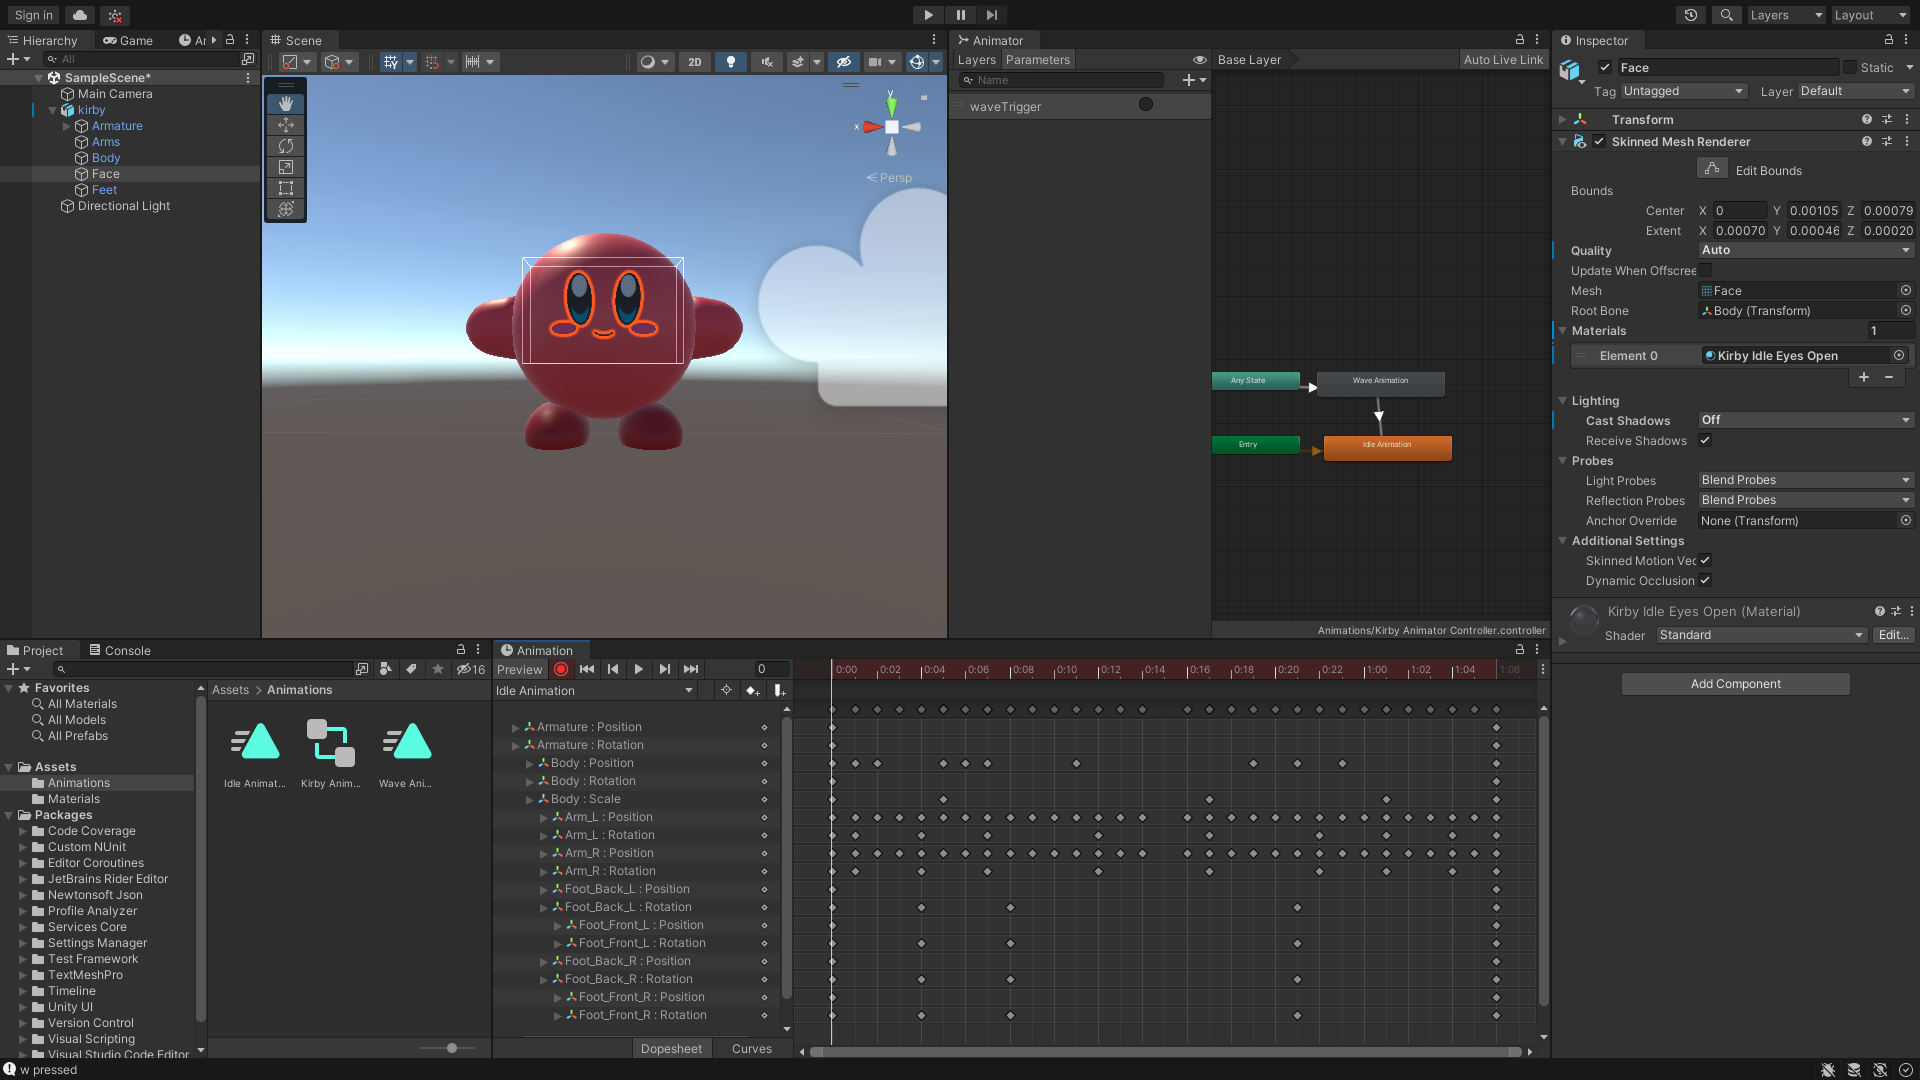 Sign in
Layers
Layout
Hierarchy
Game
Ar
All
SampleScene*
Main Camera
kirby
Armature
Arms
Body
Face
Feet
Directional Light
Scene
2D
y
x
Persp
Animator
Layers
Parameters
Name
waveTrigger
Base Layer
Auto Live Link
Any State
Wave Animation
Entry
Idle Animation
Animations/Kirby Animator Controller.controller
Inspector
Face
Static
Tag
Untagged
Layer
Default
Transform
Skinned Mesh Renderer
Edit Bounds
Bounds
Center
X 0 Y 0.00105 Z 0.00079
Extent
X 0.00070 Y 0.00046 Z 0.00020
Quality
Auto
Update When Offscree
Mesh
Face
Root Bone
Body (Transform)
Materials
1
Element 0
Kirby Idle Eyes Open
Lighting
Cast Shadows
Off
Receive Shadows
Probes
Light Probes
Blend Probes
Reflection Probes
Blend Probes
Anchor Override
None (Transform)
Additional Settings
Skinned Motion Vec
Dynamic Occlusion
Kirby Idle Eyes Open (Material)
Shader
Standard
Edit...
Add Component
Project
Console
16
Favorites
All Materials
All Models
All Prefabs
Assets
Animations
Materials
Packages
Code Coverage
Custom NUnit
Editor Coroutines
JetBrains Rider Editor
Newtonsoft Json
Profile Analyzer
Services Core
Settings Manager
Test Framework
TextMeshPro
Timeline
Unity UI
Version Control
Visual Scripting
Visual Studio Code Editor
Assets > Animations
Idle Animat...
Kirby Anim...
Wave Ani...
Animation
Preview
0
0:00 0:02 0:04 0:06 0:08 0:10 0:12 0:14 0:16 0:18 0:20 0:22 1:00 1:02 1:04 1:06
Idle Animation
Armature : Position
Armature : Rotation
Body : Position
Body : Rotation
Body : Scale
Arm_L : Position
Arm_L : Rotation
Arm_R : Position
Arm_R : Rotation
Foot_Back_L : Position
Foot_Back_L : Rotation
Foot_Front_L : Position
Foot_Front_L : Rotation
Foot_Back_R : Position
Foot_Back_R : Rotation
Foot_Front_R : Position
Foot_Front_R : Rotation
Dopesheet
Curves
w pressed